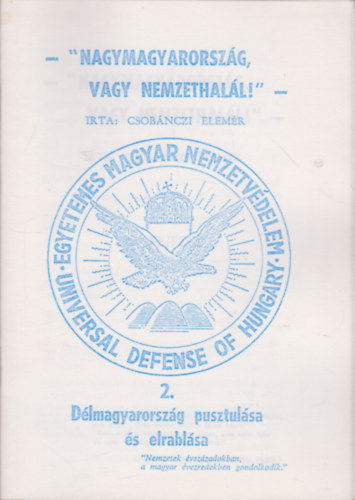 – "NAGYMAGYARORSZÁG,
VAGY NEMZETHALÁL!" –
IRTA: CSOBÁNCZI ELEMÉR
· EGYETEMES MAGYAR NEMZETVÉDELEM ·
UNIVERSAL DEFENSE OF HUNGARY
2.
Délmagyarország pusztulása
és elrablása
"Nemzetek évszázadokban,
a magyar évezredekben gondolkodik."